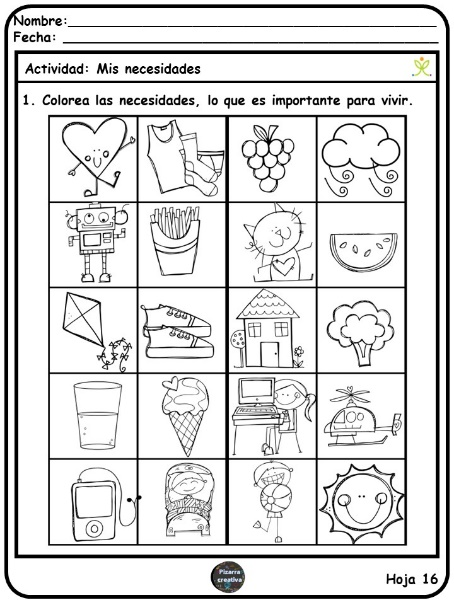 Nombre:
Fecha:
Actividad: Mis necesidades
1. Colorea las necesidades, lo que es importante para vivir.
Pizarra
creativa
Hoja 16